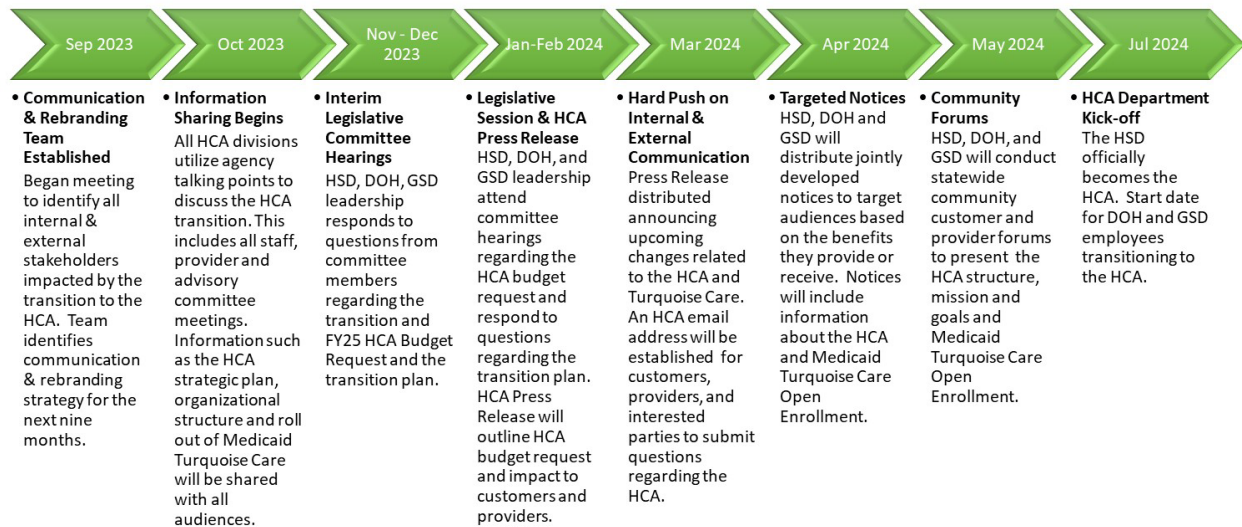 Sep 2023
Oct 2023
Nov - Dec
2023
Jan-Feb 2024
Mar 2024
Apr 2024
May 2024
Jul 2024
• Communication
& Rebranding
Team
Established
Began meeting
to identify all
internal &
external
stakeholders
impacted by the
transition to the
HCA. Team
identifies
communication
& rebranding
strategy for the
next nine
months.
• Information
Sharing Begins
All HCA divisions
utilize agency
talking points to
discuss the HCA
transition. This
includes all staff,
provider and
advisory
committee
meetings.
Information such
as the HCA
strategic plan,
organizational
structure and roll
out of Medicaid
Turquoise Care
will be shared
with all
audiences.
• Interim
Legislative
Committee
Hearings
HSD, DOH, GSD
leadership
responds to
questions from
committee
members
regarding the
transition and
FY25 HCA Budget
Request and the
transition plan.
• Legislative
Session & HCA
Press Release
HSD, DOH, and
GSD leadership
attend
committee
hearings
regarding the
HCA budget
request and
respond to
questions
regarding the
transition plan.
HCA Press
Release will
outline HCA
budget request
and impact to
customers and
providers.
• Hard Push on
Internal &
External
Communication
Press Release
distributed
announcing
upcoming
changes related
to the HCA and
Turquoise Care.
An HCA email
address will be
established for
customers,
providers, and
interested
parties to submit
questions
regarding the
HCA.
• Targeted Notices
HSD, DOH and
GSD will
distribute jointly
developed
notices to target
audiences based
on the benefits
they provide or
receive. Notices
will include
information
about the HCA
and Medicaid
Turquoise Care
Open
Enrollment.
• Community
Forums
HSD, DOH, and
GSD will conduct
statewide
community
customer and
provider forums
to present the
HCA structure,
mission and
goals and
Medicaid
Turquoise Care
Open
Enrollment.
• HCA Department
Kick-off
The HSD
officially
becomes the
HCA. Start date
for DOH and GSD
employees
transitioning to
the HCA.